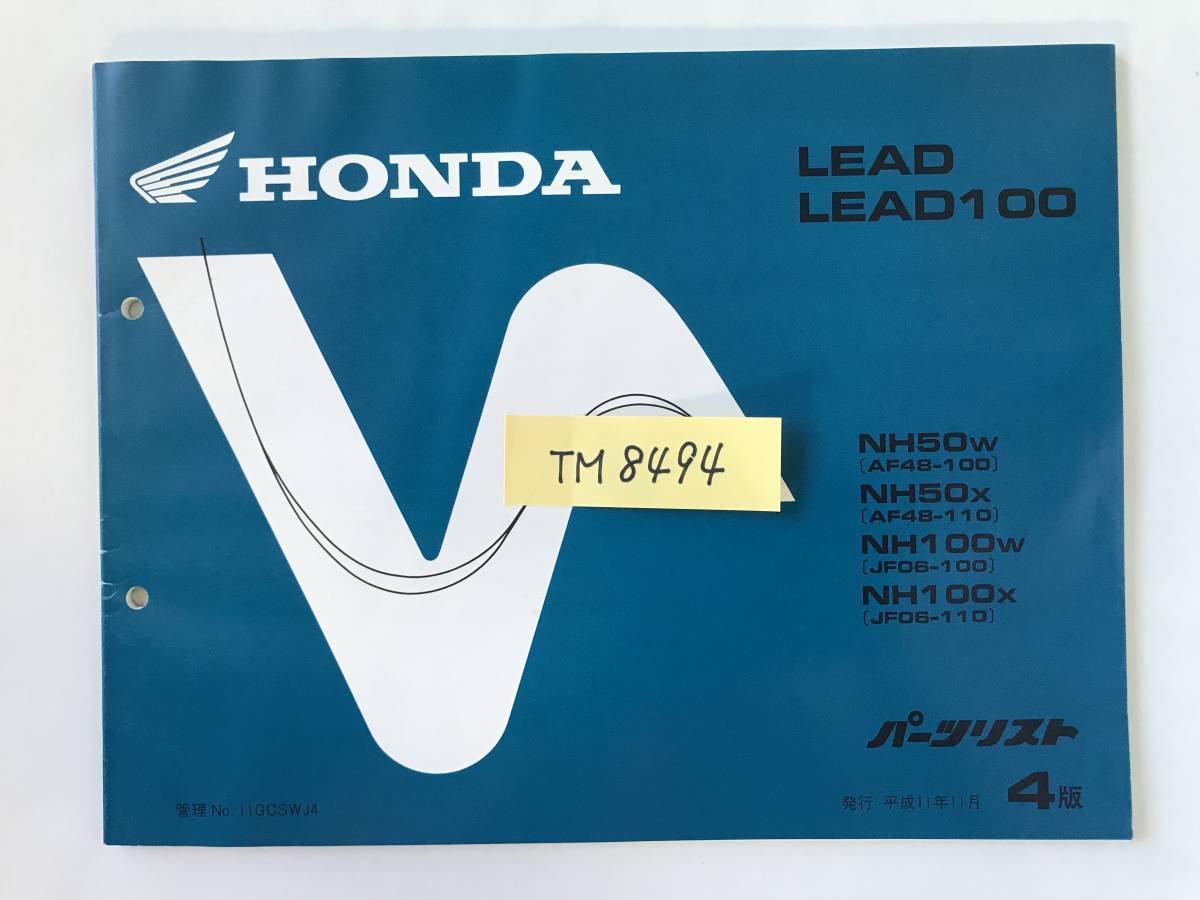 HONDA
LEAD
LEAD100
TM 8494
NH50W
〔AF48-100〕
NH50X
〔AF48-110〕
NH100W
〔JF06-100〕
NH100X
〔JF06-110〕
パーツリスト
管理 No. 11GCSWJ4
発行 平成11年11月 4版